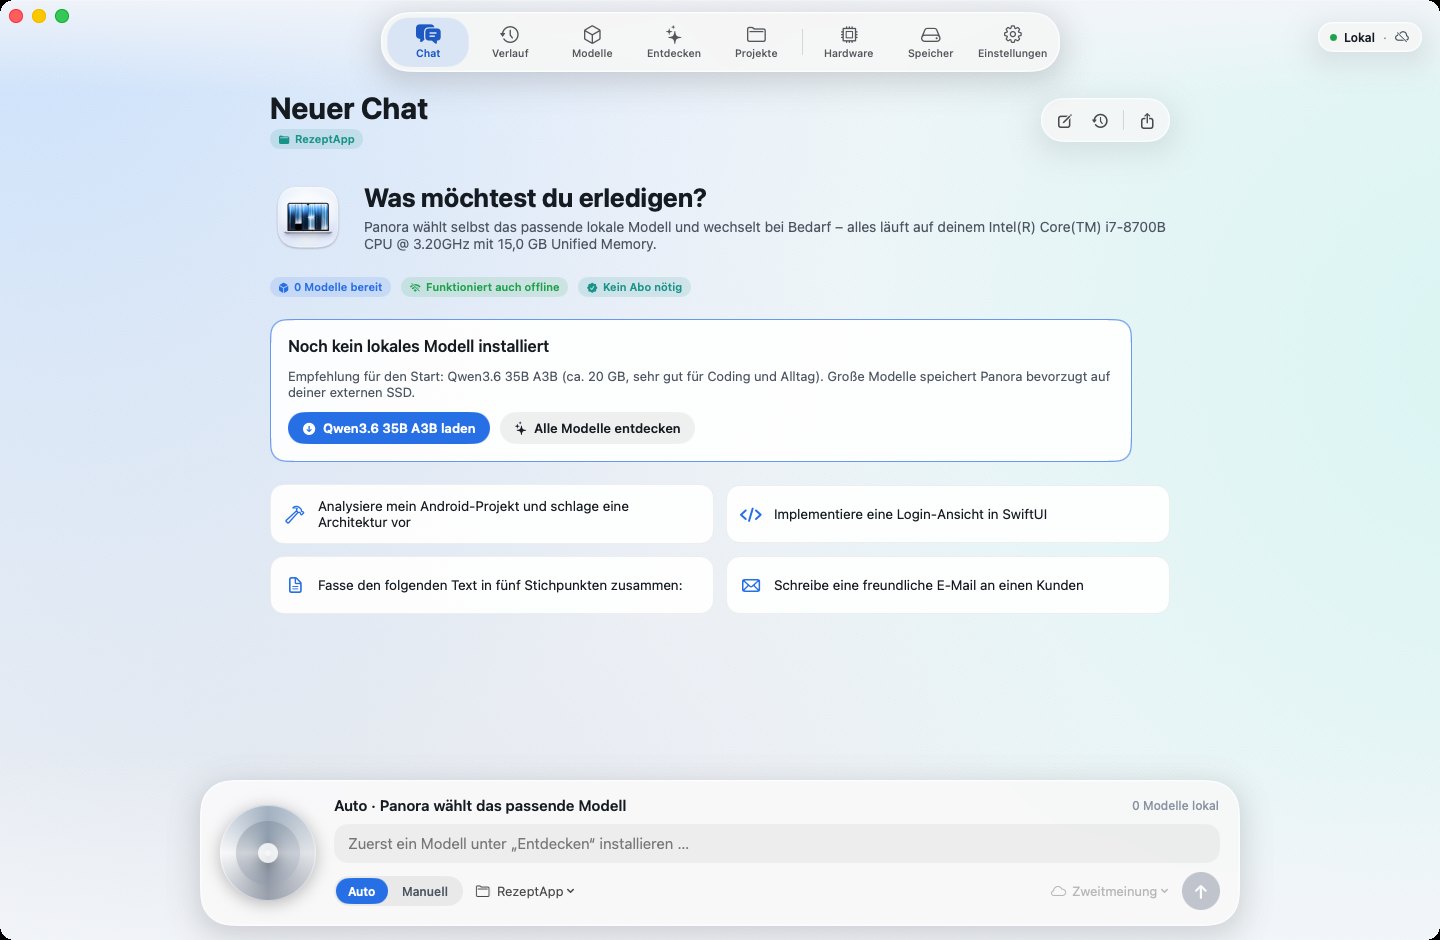 Chat
Verlauf
Modelle
Entdecken
Projekte
Hardware
Speicher
Einstellungen
Lokal ·
Neuer Chat
RezeptApp
Was möchtest du erledigen?
Panora wählt selbst das passende lokale Modell und wechselt bei Bedarf – alles läuft auf deinem Intel(R) Core(TM) i7-8700B
CPU @ 3.20GHz mit 15,0 GB Unified Memory.
0 Modelle bereit
Funktioniert auch offline
Kein Abo nötig
Noch kein lokales Modell installiert
Empfehlung für den Start: Qwen3.6 35B A3B (ca. 20 GB, sehr gut für Coding und Alltag). Große Modelle speichert Panora bevorzugt auf
deiner externen SSD.
Qwen3.6 35B A3B laden
Alle Modelle entdecken
Analysiere mein Android-Projekt und schlage eine
Architektur vor
Implementiere eine Login-Ansicht in SwiftUI
Fasse den folgenden Text in fünf Stichpunkten zusammen:
Schreibe eine freundliche E-Mail an einen Kunden
Auto · Panora wählt das passende Modell
0 Modelle lokal
Zuerst ein Modell unter „Entdecken“ installieren ...
Auto
Manuell
RezeptApp
Zweitmeinung